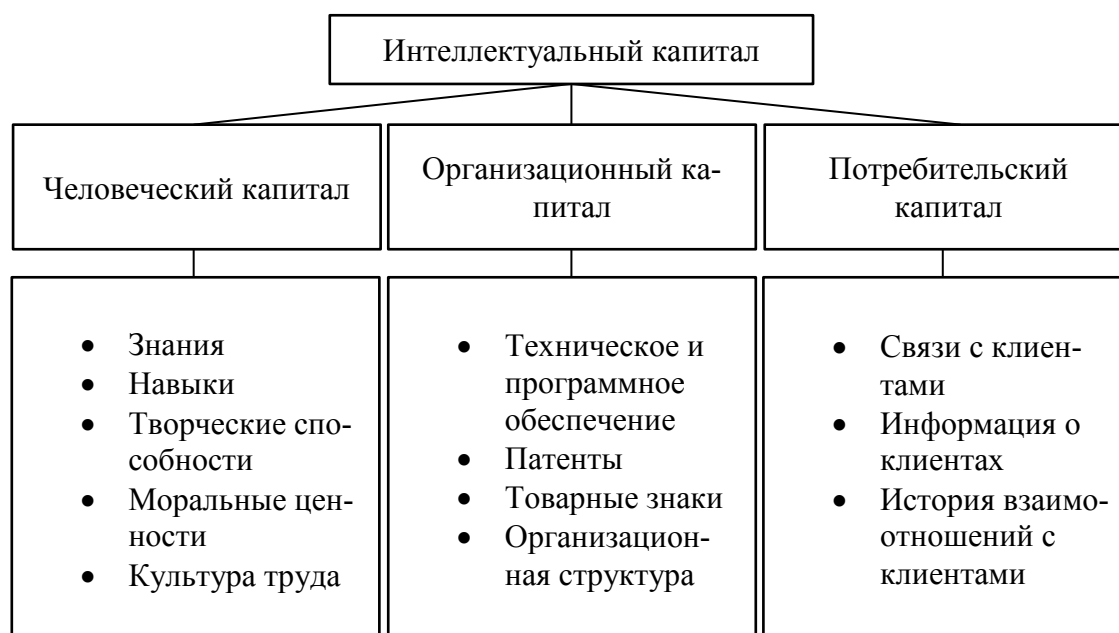 Интеллектуальный капитал
Человеческий капитал
Организационный ка-
питал
Потребительский
капитал
• Знания
• Навыки
• Творческие спо-
собности
• Моральные цен-
ности
• Культура труда
• Техническое и
программное
обеспечение
• Патенты
• Товарные знаки
• Организацион-
ная структура
• Связи с клиен-
тами
• Информация о
клиентах
• История взаимо-
отношений с
клиентами